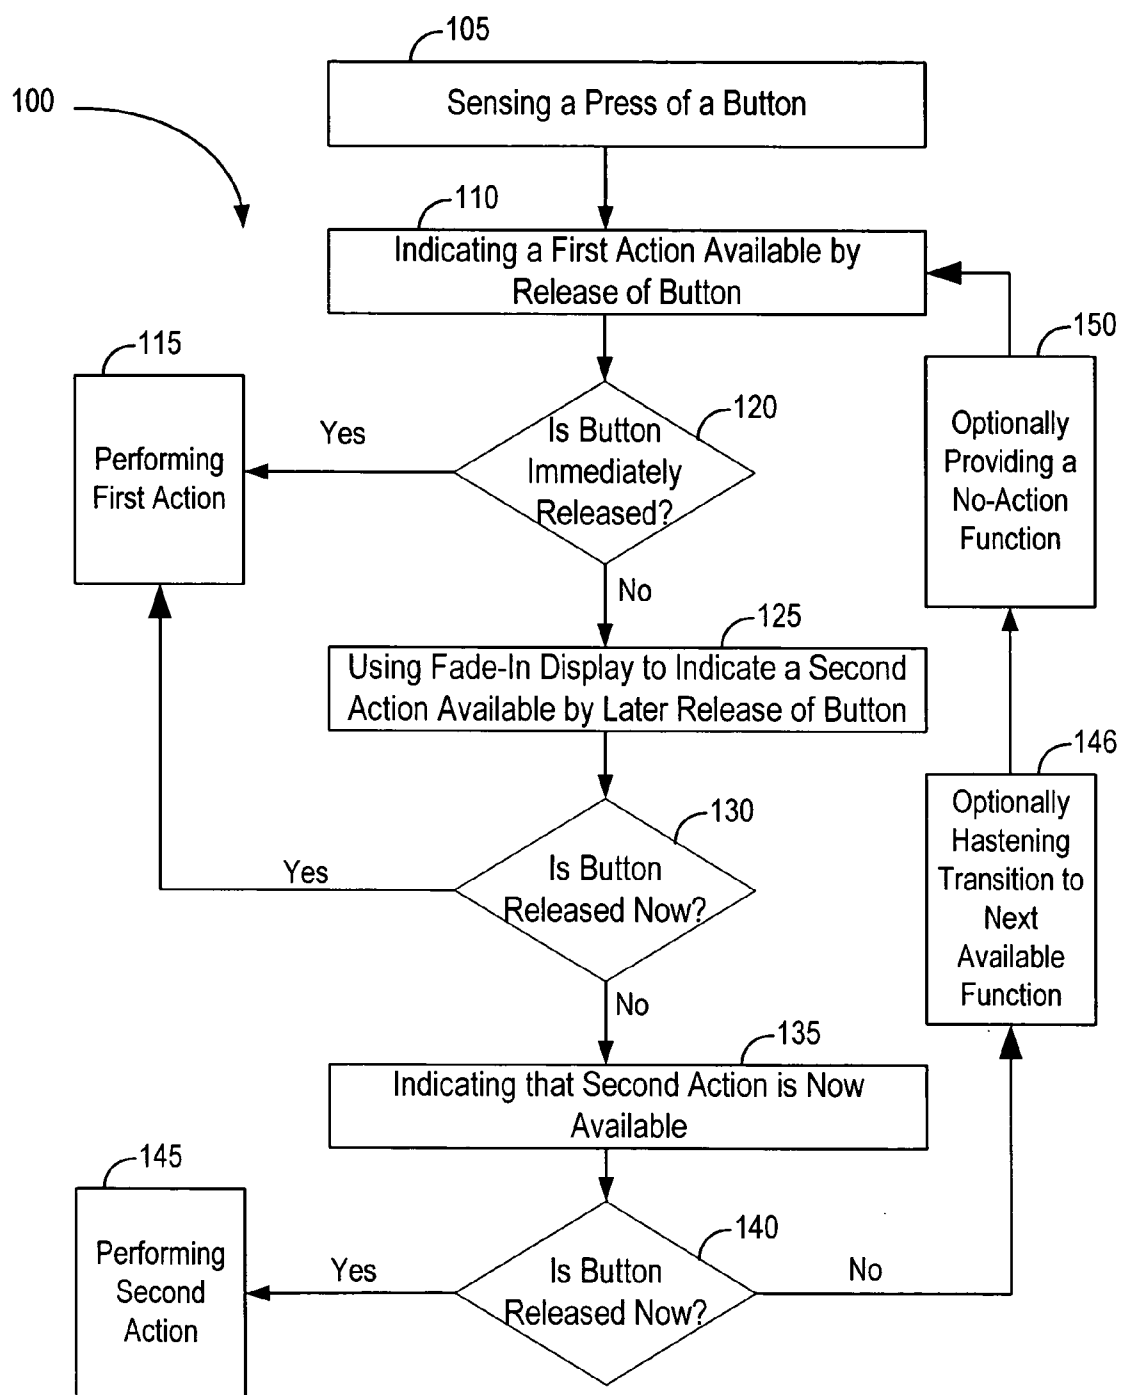 105
Sensing a Press of a Button
100
110
Indicating a First Action Available by
Release of Button
115
Performing
First Action
Yes
120
Is Button
Immediately
Released?
No
150
Optionally
Providing a
No-Action
Function
125
Using Fade-In Display to Indicate a Second
Action Available by Later Release of Button
130
Is Button
Released Now?
Yes
No
146
Optionally
Hastening
Transition to
Next
Available
Function
135
Indicating that Second Action is Now
Available
145
Performing
Second
Action
Yes
140
Is Button
Released Now?
No